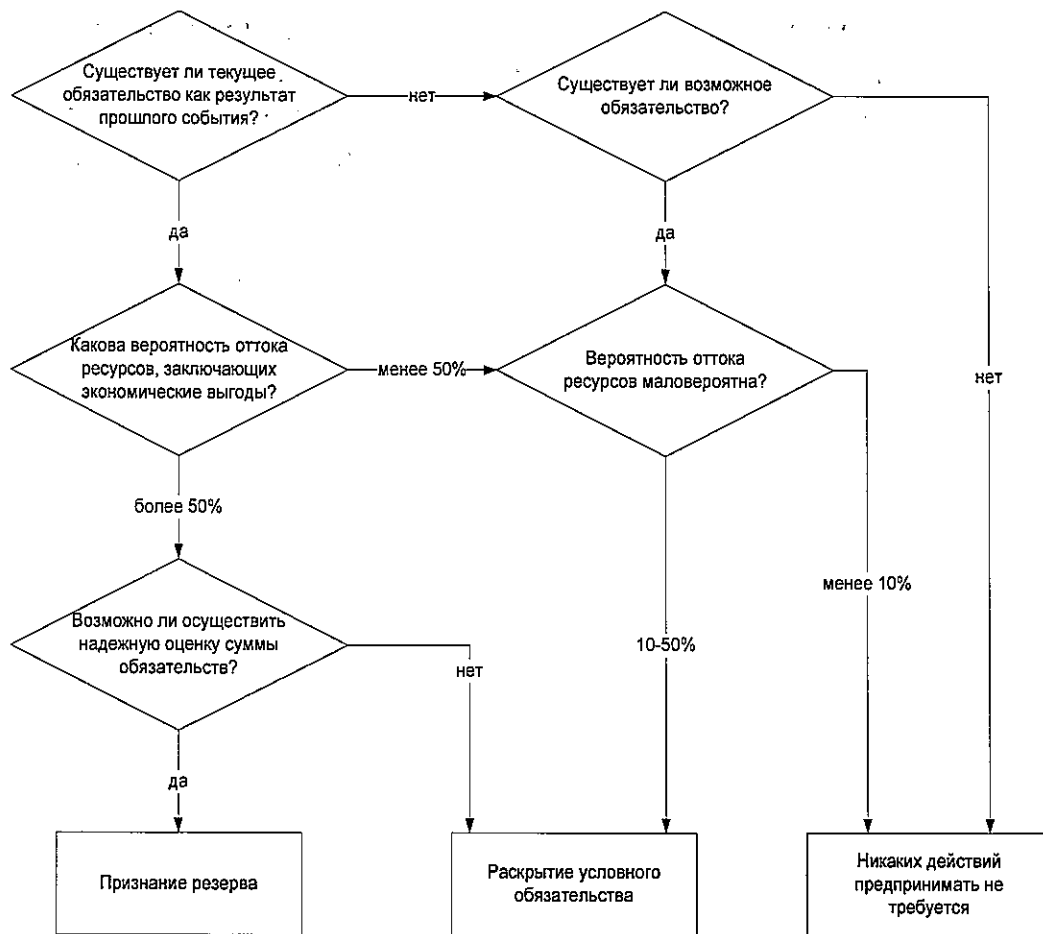 Существует ли текущее
обязательство как результат
прошлого события?
нет
Существует ли возможное
обязательство?
да
да
Какова вероятность оттока
ресурсов, заключающих
экономические выгоды?
менее 50%
Вероятность оттока
ресурсов маловероятна?
нет
более 50%
менее 10%
Возможно ли осуществить
надежную оценку суммы
обязательств?
10-50%
нет
да
Признание резерва
Раскрытие условного
обязательства
Никаких действий
предпринимать не
требуется